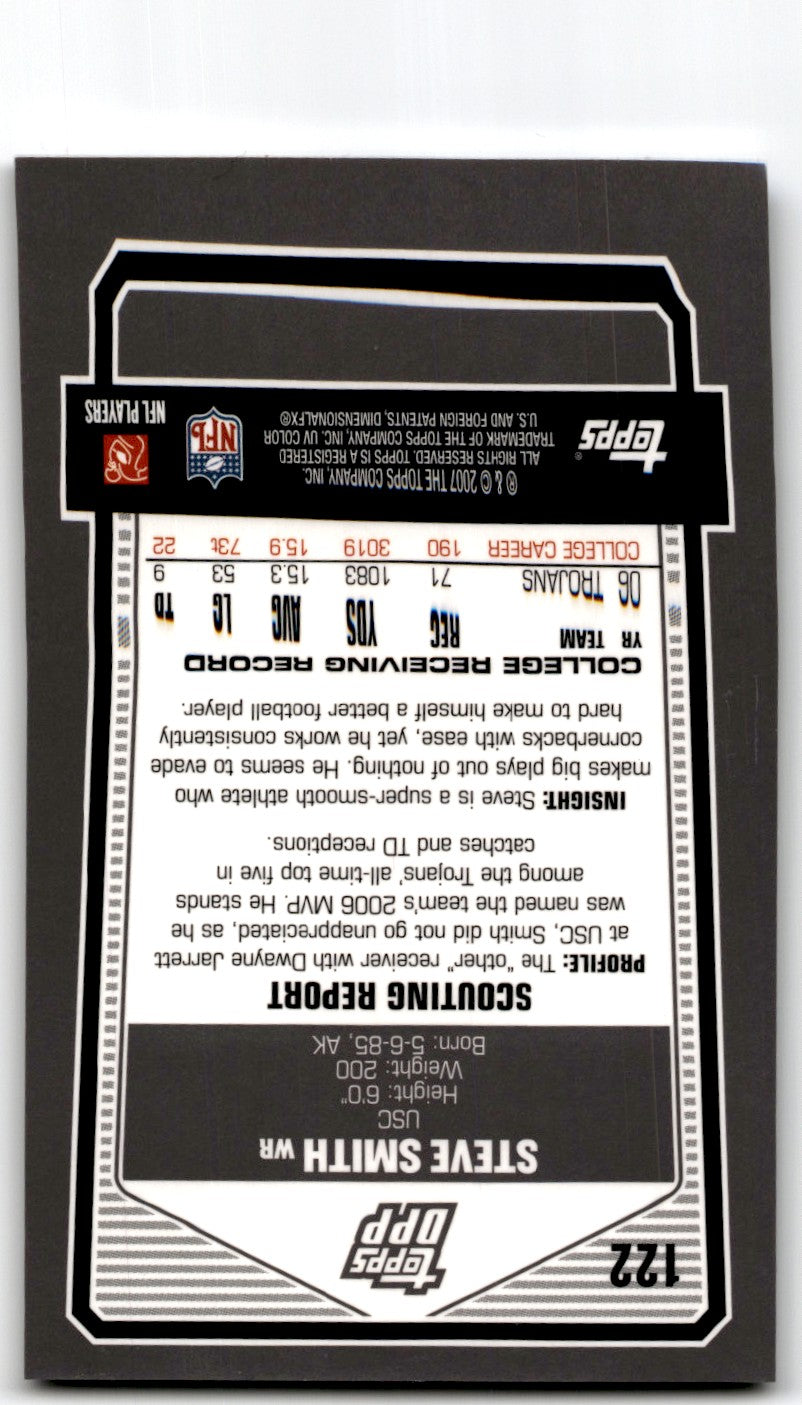 122
topps
DPP
STEVE SMITH WR
USC
Height: 6'0"
Weight: 200
Born: 5-6-85, AK
SCOUTING REPORT
PROFILE: The "other" receiver with Dwayne Jarrett
at USC, Smith did not go unappreciated, as he
was named the team's 2006 MVP. He stands
among the Trojans' all-time top five in
catches and TD receptions.
INSIGHT: Steve is a super-smooth athlete who
makes big plays out of nothing. He seems to evade
cornerbacks with ease, yet he works consistently
hard to make himself a better football player.
COLLEGE RECEIVING RECORD
YR TEAM REC YDS AVG LG TD
06 TROJANS 71 1083 15.3 53 9
COLLEGE CAREER 190 3019 15.9 73t 22
® & © 2007 THE TOPPS COMPANY, INC.
ALL RIGHTS RESERVED. TOPPS IS A REGISTERED
TRADEMARK OF THE TOPPS COMPANY, INC. UV COLOR
U.S. AND FOREIGN PATENTS, DIMENSIONALFX®
topps®
NFL
NFL PLAYERS